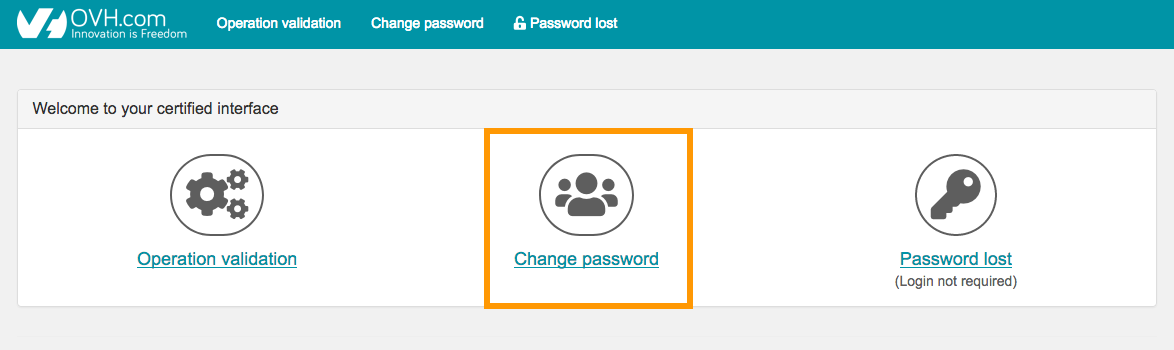 OVH.com
Innovation is Freedom
Operation validation
Change password
Password lost
Welcome to your certified interface
Operation validation
Change password
Password lost
(Login not required)